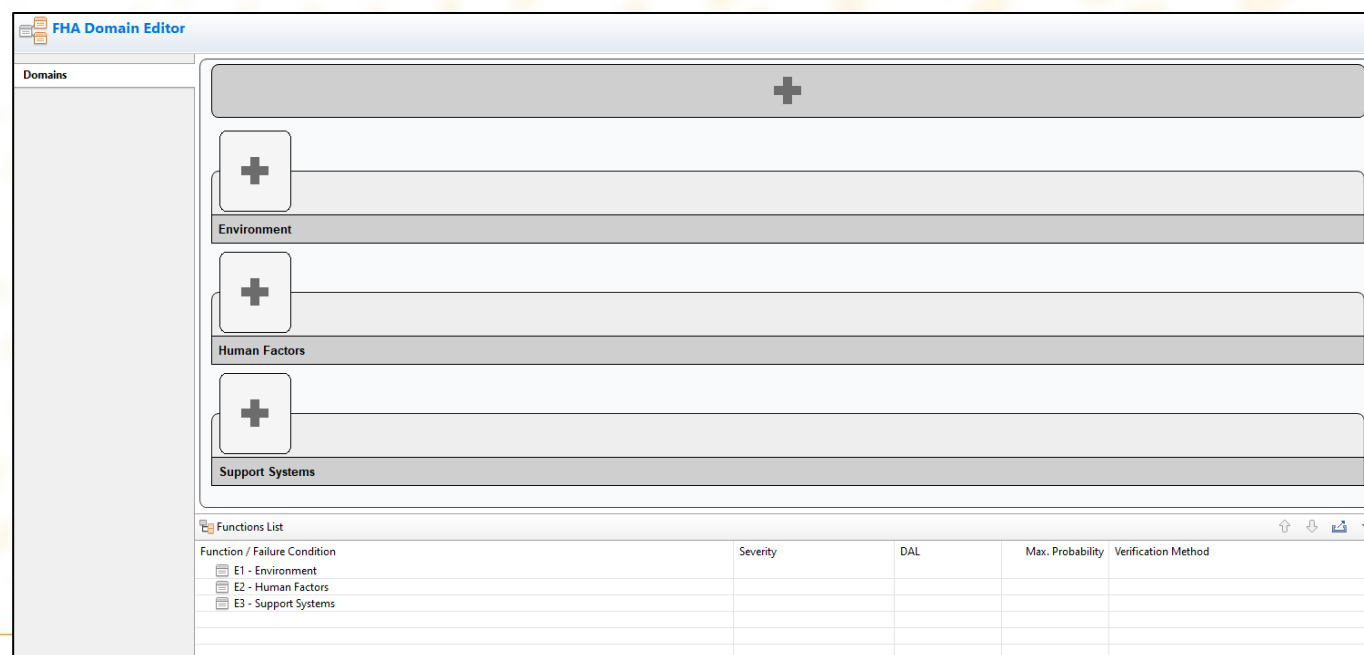 FHA Domain Editor
Domains
Environment
Human Factors
Support Systems
Functions List
Function / Failure Condition Severity DAL Max. Probability Verification Method
E1 - Environment
E2 - Human Factors
E3 - Support Systems